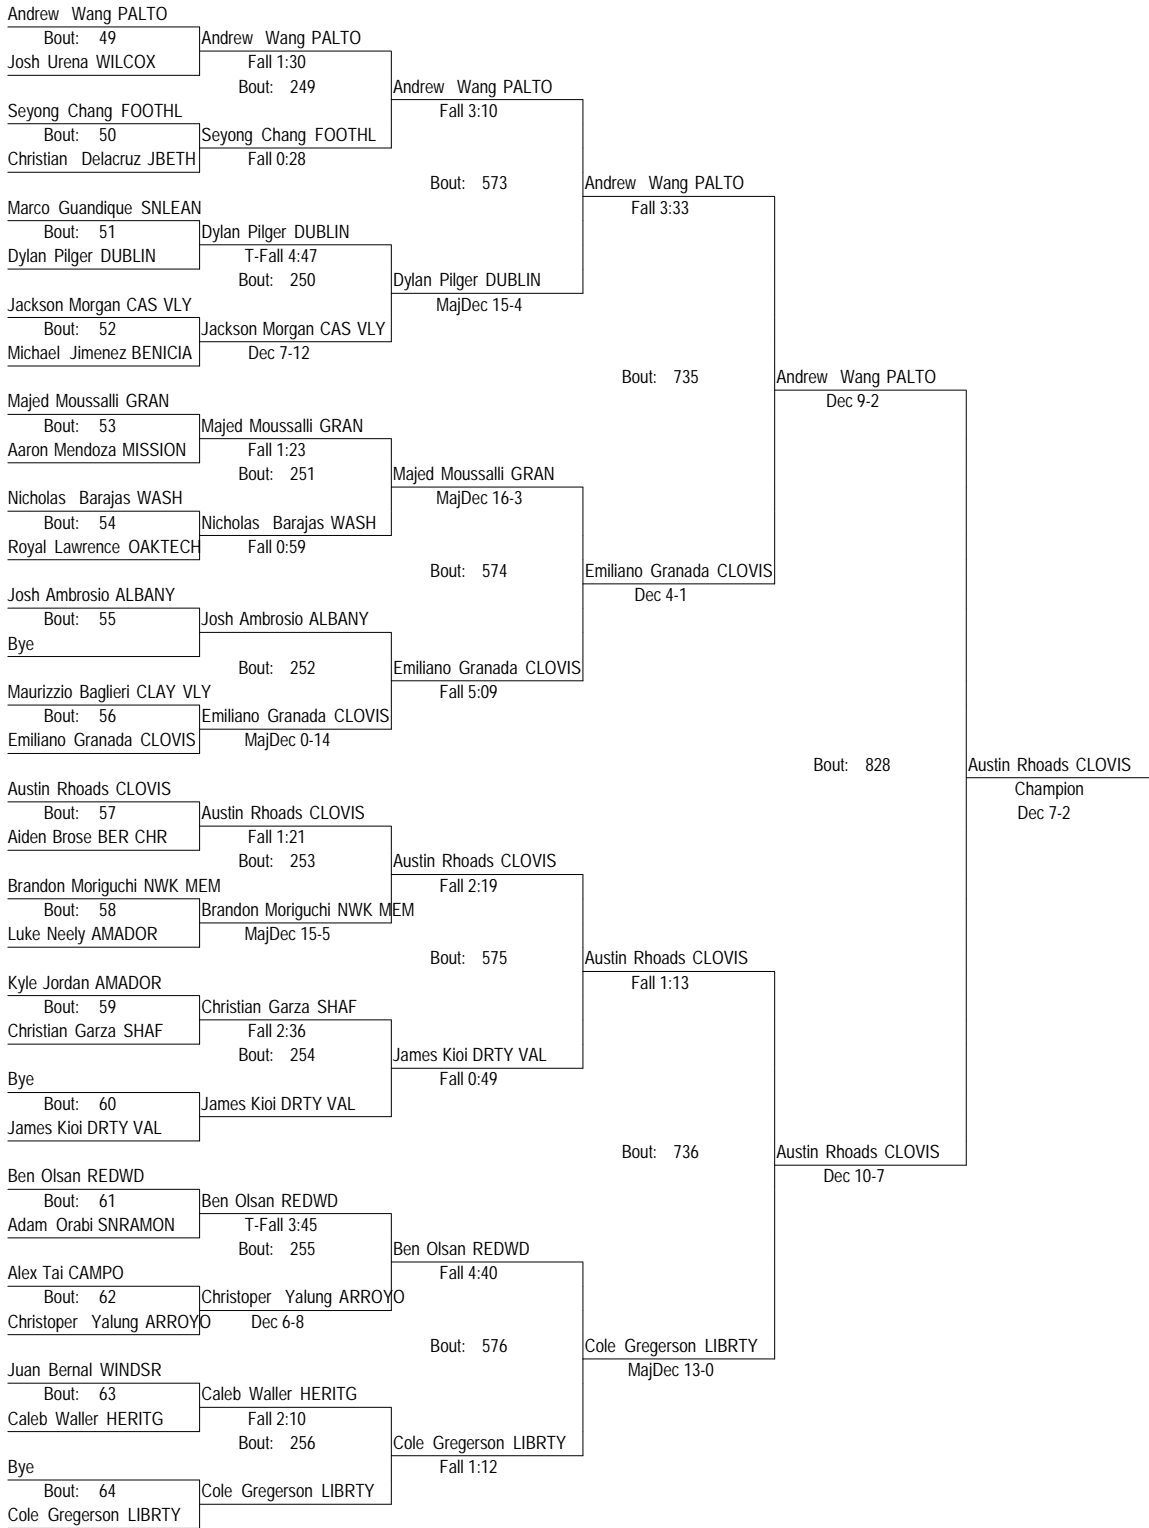 Andrew Wang PALTO
Bout: 49
Andrew Wang PALTO
Josh Urena WILCOX
Fall 1:30
Bout: 249
Andrew Wang PALTO
Seyong Chang FOOTHL
Fall 3:10
Bout: 50
Seyong Chang FOOTHL
Christian Delacruz JBETH
Fall 0:28
Bout: 573
Andrew Wang PALTO
Marco Guandique SNLEAN
Fall 3:33
Bout: 51
Dylan Pilger DUBLIN
Dylan Pilger DUBLIN
T-Fall 4:47
Bout: 250
Dylan Pilger DUBLIN
Jackson Morgan CAS VLY
MajDec 15-4
Bout: 52
Jackson Morgan CAS VLY
Michael Jimenez BENICIA
Dec 7-12
Bout: 735
Andrew Wang PALTO
Majed Moussalli GRAN
Dec 9-2
Bout: 53
Majed Moussalli GRAN
Aaron Mendoza MISSION
Fall 1:23
Bout: 251
Majed Moussalli GRAN
Nicholas Barajas WASH
MajDec 16-3
Bout: 54
Nicholas Barajas WASH
Royal Lawrence OAKTECH
Fall 0:59
Bout: 574
Emiliano Granada CLOVIS
Josh Ambrosio ALBANY
Dec 4-1
Bout: 55
Josh Ambrosio ALBANY
Bye
Bout: 252
Emiliano Granada CLOVIS
Maurizzio Baglieri CLAY VLY
Fall 5:09
Bout: 56
Emiliano Granada CLOVIS
Emiliano Granada CLOVIS
MajDec 0-14
Bout: 828
Austin Rhoads CLOVIS
Austin Rhoads CLOVIS
Champion
Bout: 57
Austin Rhoads CLOVIS
Dec 7-2
Aiden Brose BER CHR
Fall 1:21
Bout: 253
Austin Rhoads CLOVIS
Brandon Moriguchi NWK MEM
Fall 2:19
Bout: 58
Brandon Moriguchi NWK MEM
Luke Neely AMADOR
MajDec 15-5
Bout: 575
Austin Rhoads CLOVIS
Kyle Jordan AMADOR
Fall 1:13
Bout: 59
Christian Garza SHAF
Christian Garza SHAF
Fall 2:36
Bout: 254
James Kioi DRTY VAL
Bye
Fall 0:49
Bout: 60
James Kioi DRTY VAL
James Kioi DRTY VAL
Bout: 736
Austin Rhoads CLOVIS
Ben Olsan REDWD
Dec 10-7
Bout: 61
Ben Olsan REDWD
Adam Orabi SNRAMON
T-Fall 3:45
Bout: 255
Ben Olsan REDWD
Alex Tai CAMPO
Fall 4:40
Bout: 62
Christoper Yalung ARROYO
Christoper Yalung ARROYO
Dec 6-8
Bout: 576
Cole Gregerson LIBRTY
Juan Bernal WINDSR
MajDec 13-0
Bout: 63
Caleb Waller HERITG
Caleb Waller HERITG
Fall 2:10
Bout: 256
Cole Gregerson LIBRTY
Bye
Fall 1:12
Bout: 64
Cole Gregerson LIBRTY
Cole Gregerson LIBRTY